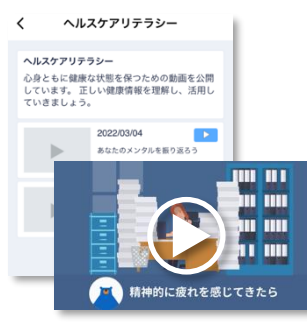 ヘルスケアリテラシー
ヘルスケアリテラシー
心身ともに健康な状態を保つための動画を公開
しています。 正しい健康情報を理解し、活用し
ていきましょう。
2022/03/04
あなたのメンタルを振り返ろう
精神的に疲れを感じてきたら